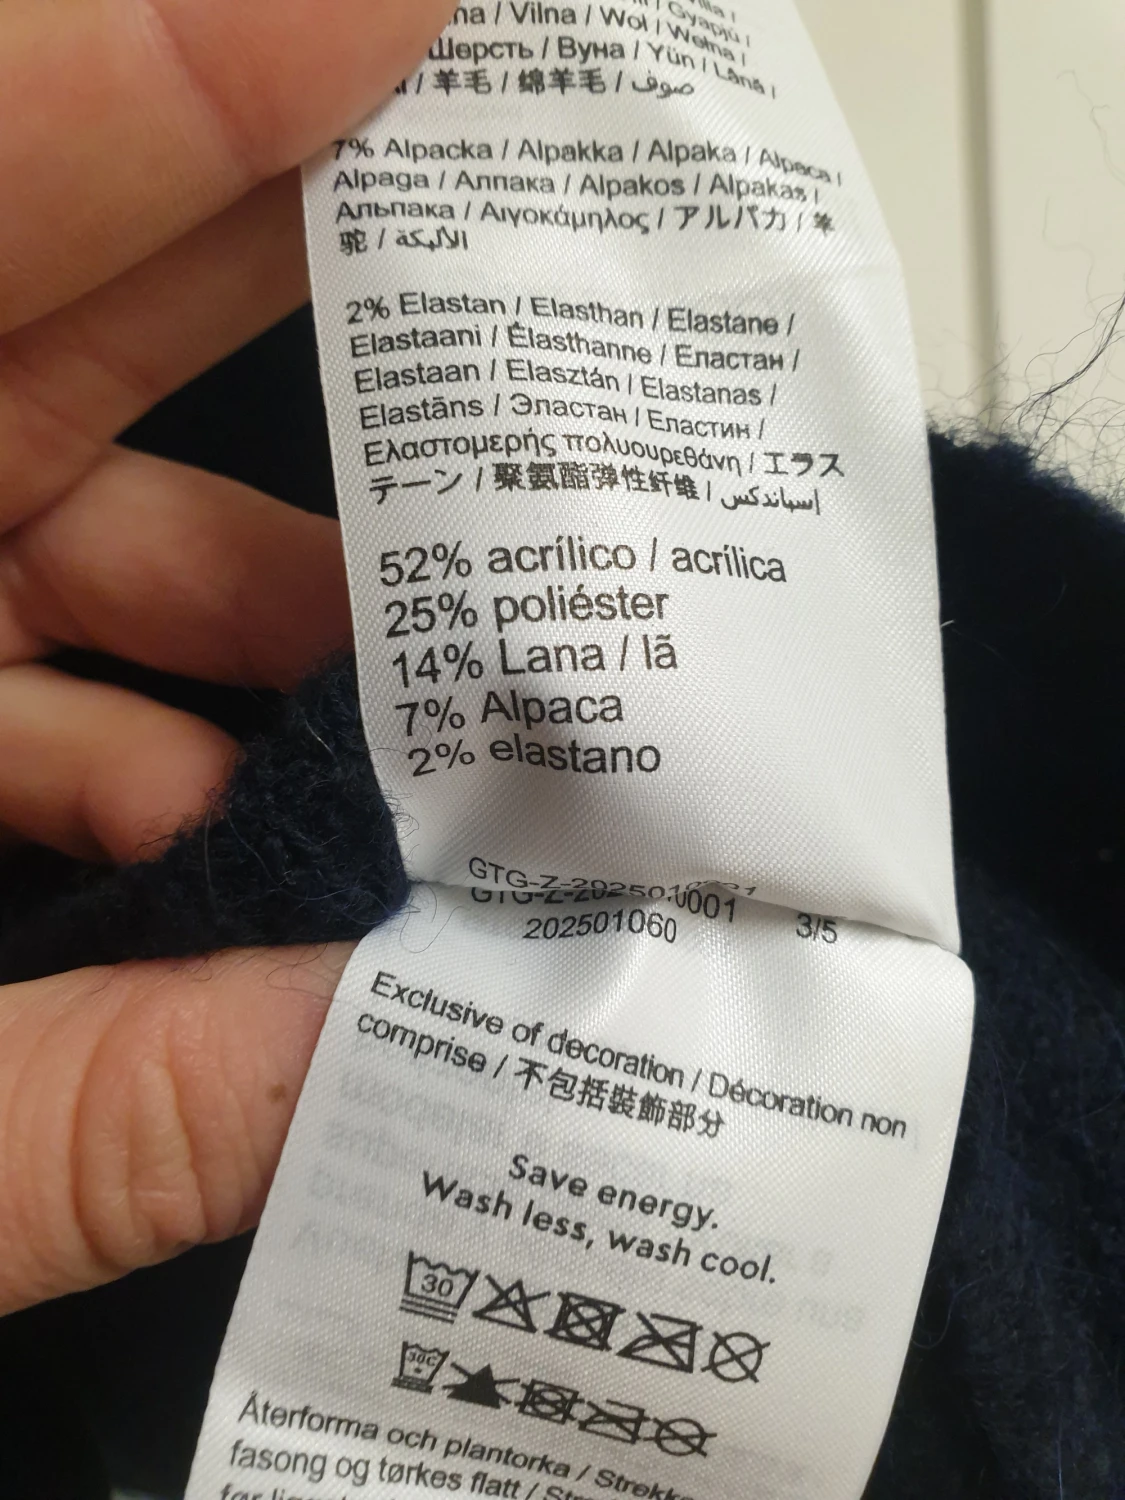 / Vilna / Wol / Wełna /
Шерсть / Вуна / Yün / Lână /
/ 羊毛 / 绵羊毛 / صوف
7% Alpacka / Alpakka / Alpaka / Alpaca /
Alpaga / Алпака / Alpakos / Alpakas /
Альпака / Αιγοκάμηλος / アルパカ / 羊
驼 / الألبكة
2% Elastan / Elasthan / Elastane /
Elastaani / Élasthanne / Еластан /
Elastaan / Elasztán / Elastanas /
Elastāns / Эластан / Еластин /
Ελαστομερής πολυουρεθάνη / エラス
テーン / 聚氨酯弹性纤维 / إسباندكس
52% acrílico / acrílica
25% poliéster
14% Lana / lã
7% Alpaca
2% elastano
GTG-Z-202501
GTG-Z-202501.0001
202501060 3/5
Exclusive of decoration / Décoration non
comprise / 不包括裝飾部分
Save energy.
Wash less, wash cool.
30
30C
Återforma och plantorka / Strekk
fasong og tørkes flatt /